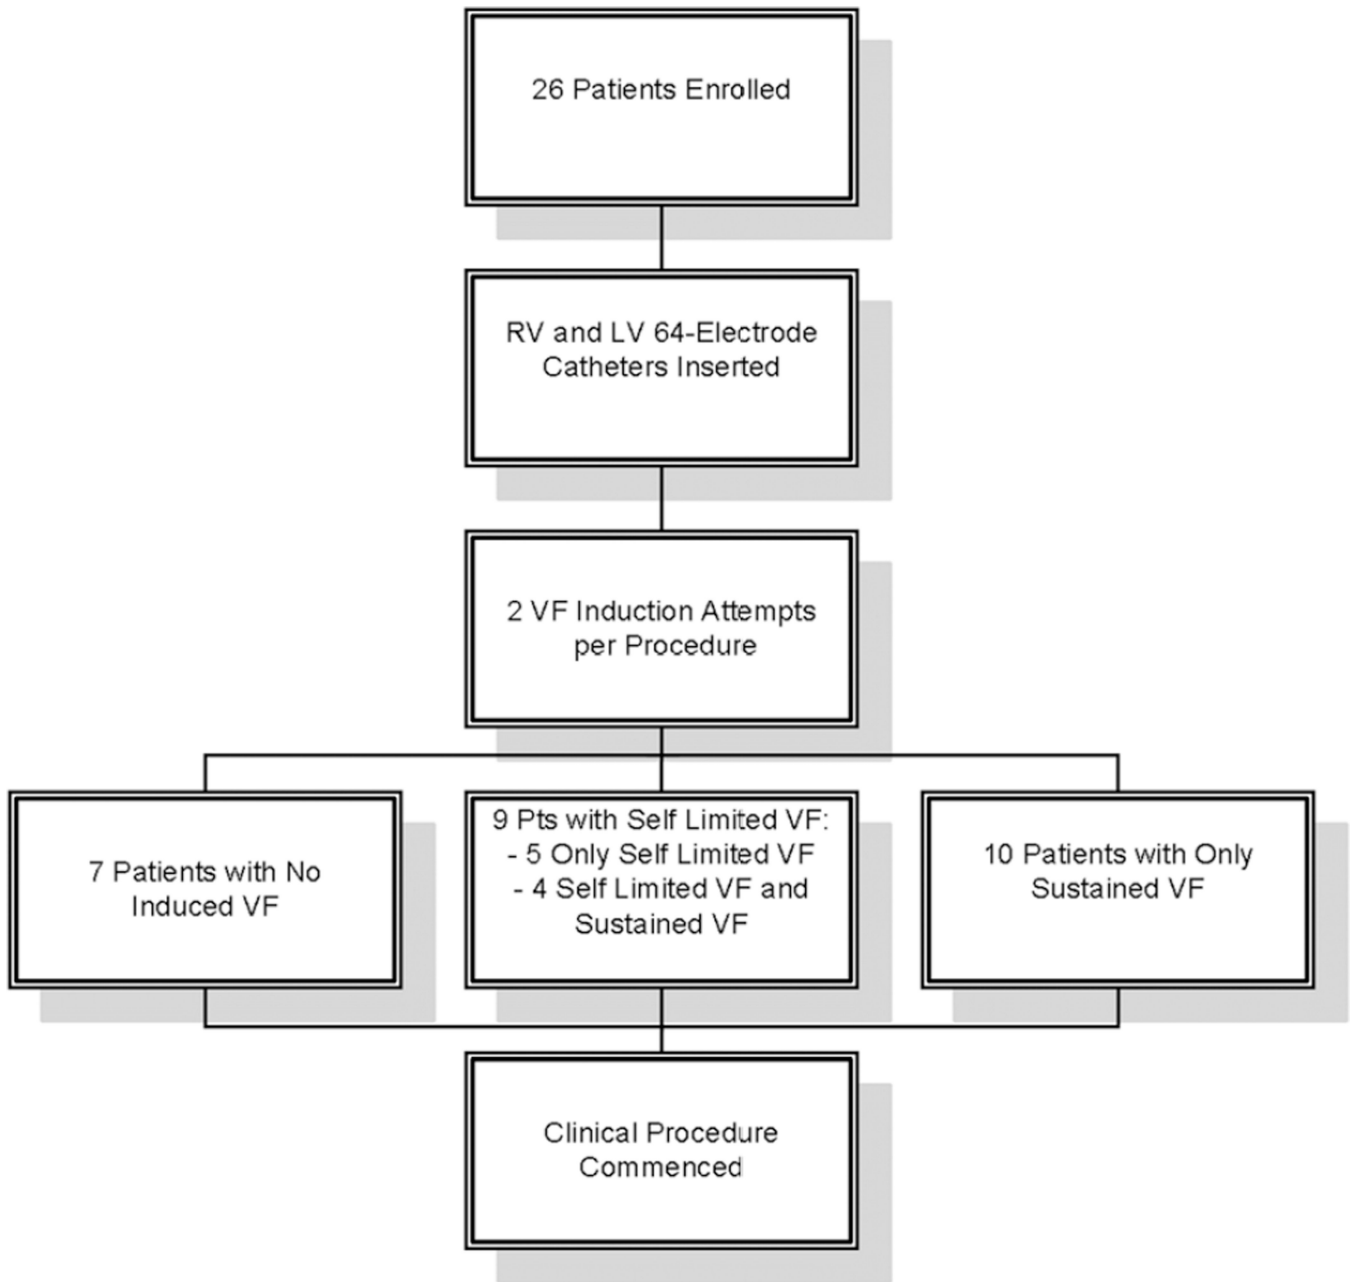 26 Patients Enrolled
RV and LV 64-Electrode
Catheters Inserted
2 VF Induction Attempts
per Procedure
7 Patients with No
Induced VF
9 Pts with Self Limited VF:
- 5 Only Self Limited VF
- 4 Self Limited VF and
Sustained VF
10 Patients with Only
Sustained VF
Clinical Procedure
Commenced